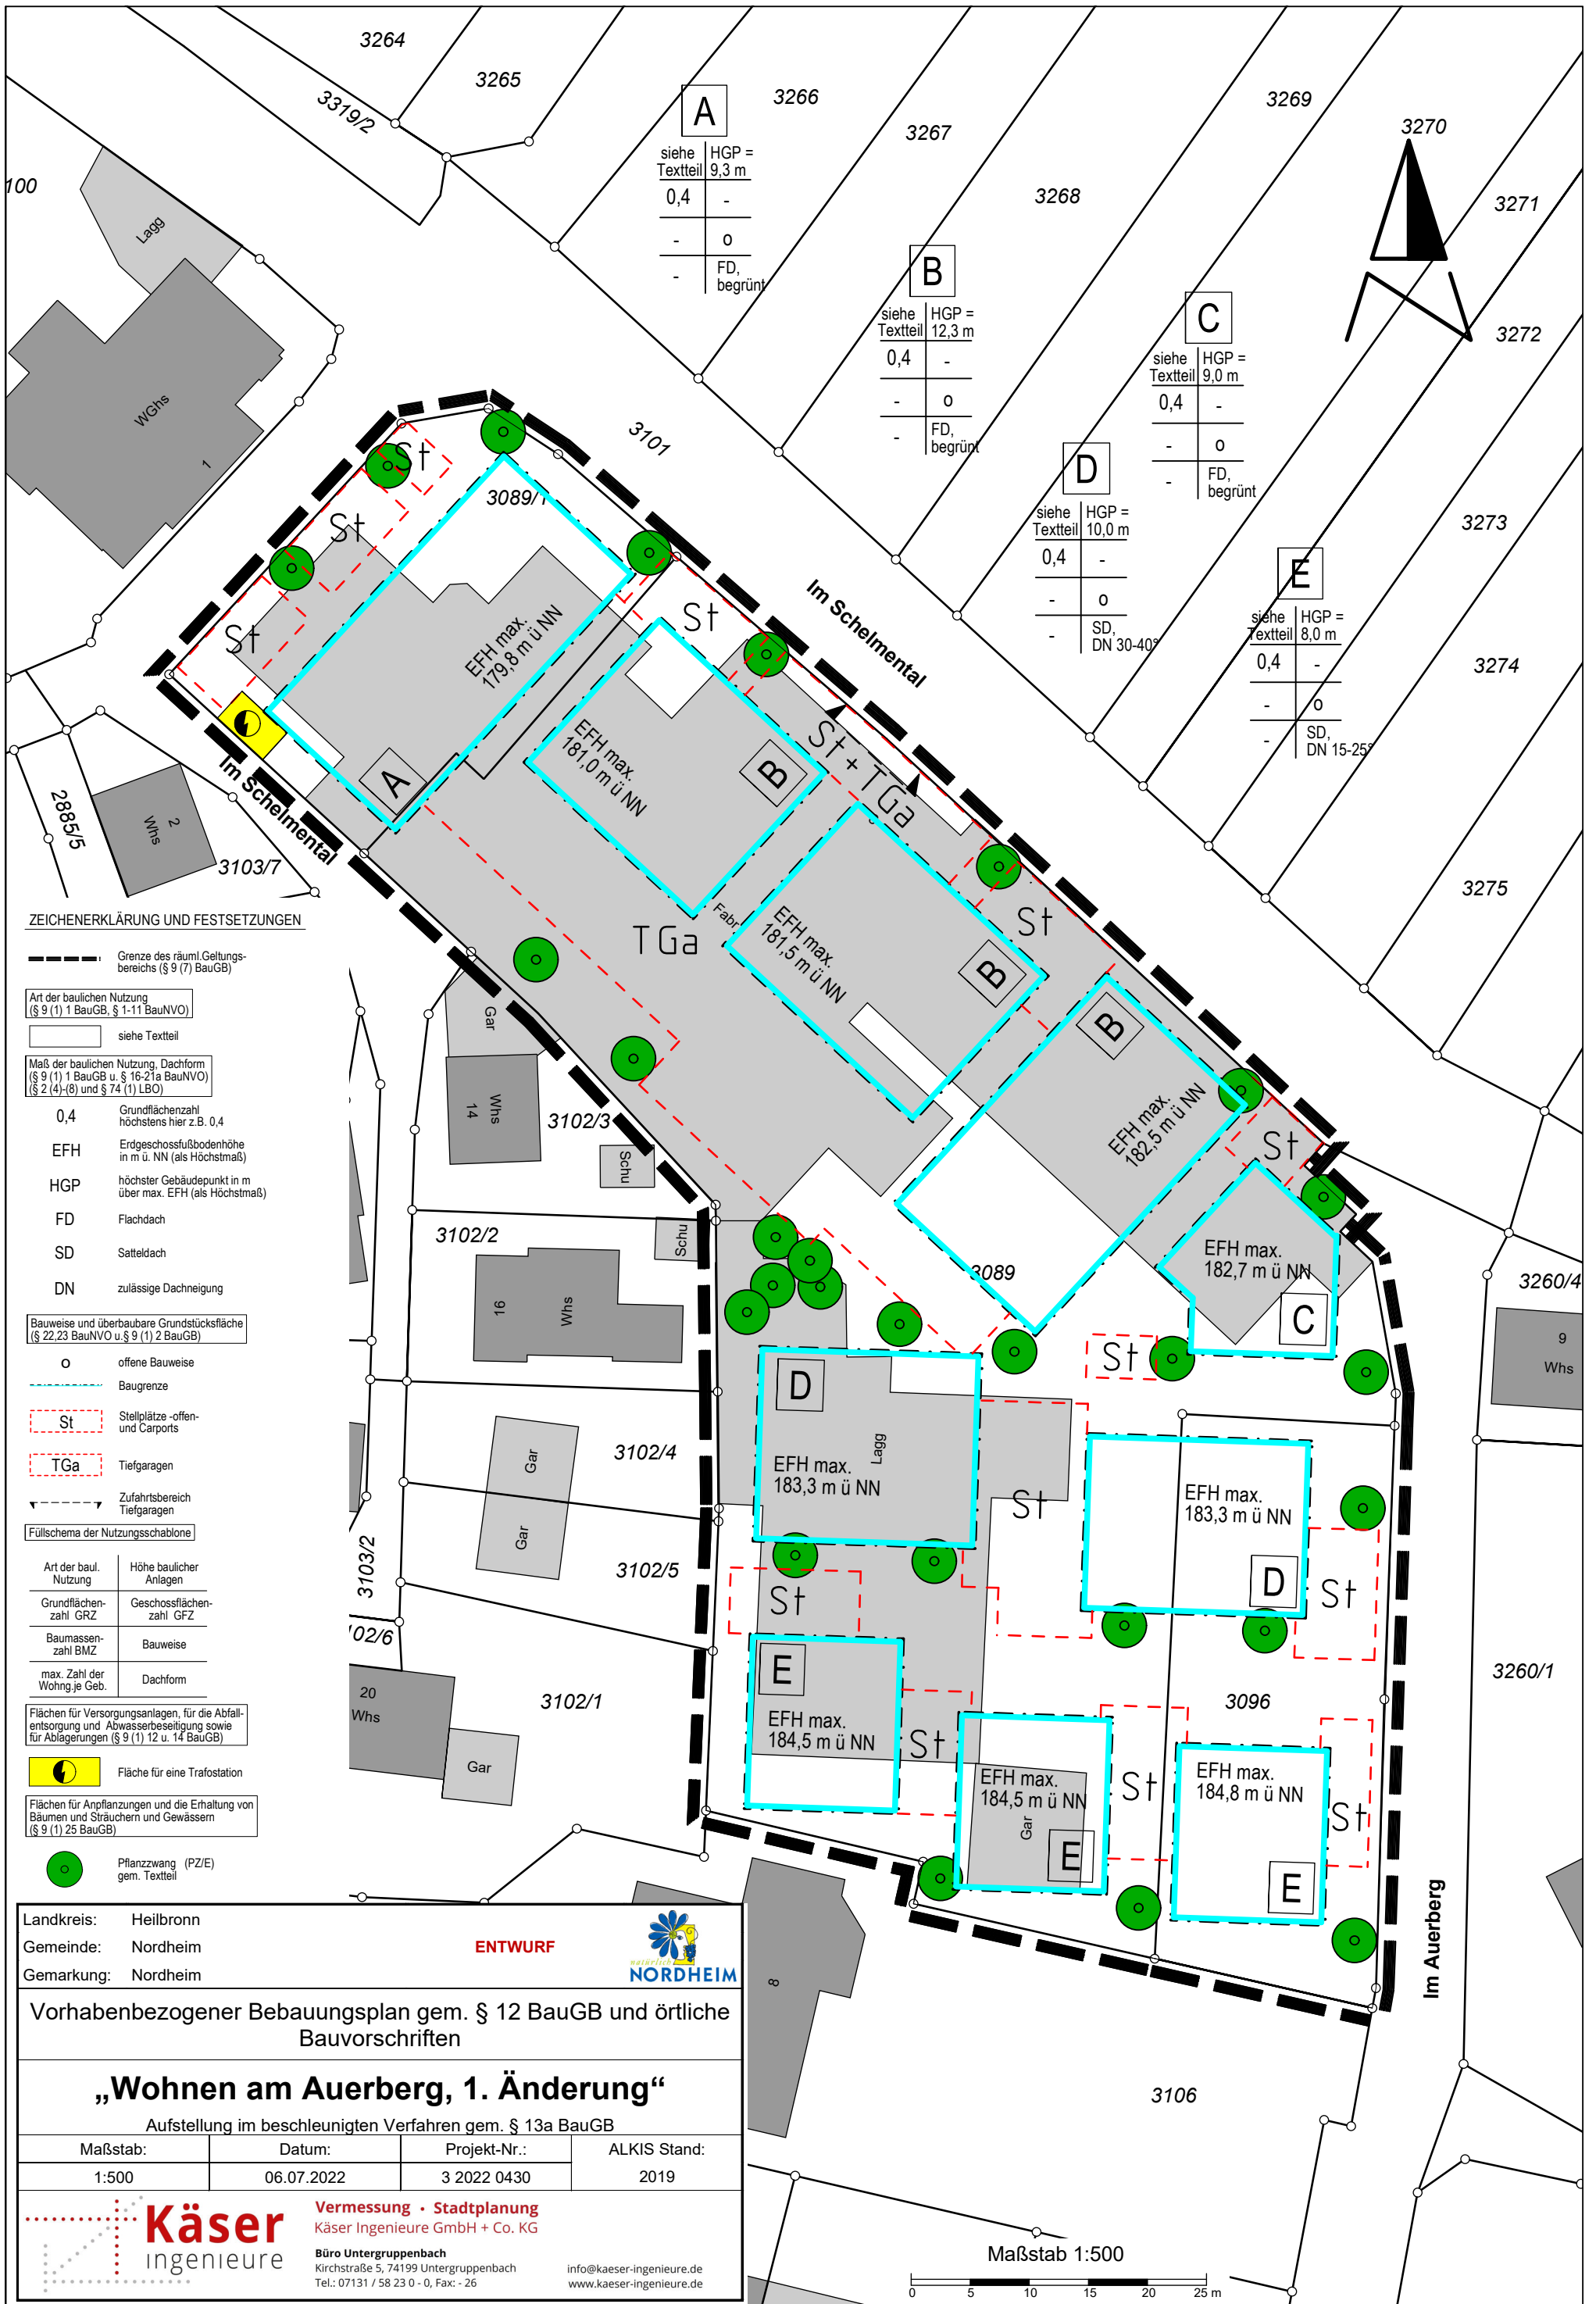 3264
3265
3319/2
3266
3267
3268
3269
3270
3271
3272
3273
3274
3275
100
Lagg
WGhs
1
A
siehe Textteil HGP = 9,3 m
0,4 -
- o
- FD, begrünt
B
siehe Textteil HGP = 12,3 m
0,4 -
- o
- FD, begrünt
C
siehe Textteil HGP = 9,0 m
0,4 -
- o
- FD, begrünt
D
siehe Textteil HGP = 10,0 m
0,4 -
- o
- SD, DN 30-40°
E
siehe Textteil HGP = 8,0 m
0,4 -
- o
- SD, DN 15-25°
3101
3089/1
St
St
St
St
Im Schelmental
EFH max.
179,8 m ü NN
A
Im Schelmental
EFH max.
181,0 m ü NN
B
St + TGa
TGa
Fabr
EFH max.
181,5 m ü NN
B
St
B
EFH max.
182,5 m ü NN
St
EFH max.
182,7 m ü NN
C
3089
St
2885/5
2
Whs
3103/7
Gar
14
Whs
3102/3
Schu
3102/2
Schu
16
Whs
3102/4
Gar
Gar
3102/5
3103/2
102/6
3102/1
20
Whs
Gar
D
Lagg
EFH max.
183,3 m ü NN
St
EFH max.
183,3 m ü NN
D
St
St
E
EFH max.
184,5 m ü NN
St
EFH max.
184,5 m ü NN
Gar
E
St
3096
EFH max.
184,8 m ü NN
E
St
3260/4
9
Whs
3260/1
Im Auerberg
3106
8
ZEICHENERKLÄRUNG UND FESTSETZUNGEN
Grenze des räuml.Geltungs-
bereichs (§ 9 (7) BauGB)
Art der baulichen Nutzung
(§ 9 (1) 1 BauGB, § 1-11 BauNVO)
siehe Textteil
Maß der baulichen Nutzung, Dachform
(§ 9 (1) 1 BauGB u. § 16-21a BauNVO)
(§ 2 (4)-(8) und § 74 (1) LBO)
0,4 Grundflächenzahl
höchstens hier z.B. 0,4
EFH Erdgeschossfußbodenhöhe
in m ü. NN (als Höchstmaß)
HGP höchster Gebäudepunkt in m
über max. EFH (als Höchstmaß)
FD Flachdach
SD Satteldach
DN zulässige Dachneigung
Bauweise und überbaubare Grundstücksfläche
(§ 22,23 BauNVO u.§ 9 (1) 2 BauGB)
o offene Bauweise
Baugrenze
St Stellplätze -offen-
und Carports
TGa Tiefgaragen
Zufahrtsbereich
Tiefgaragen
Füllschema der Nutzungsschablone
Art der baul. Nutzung Höhe baulicher Anlagen
Grundflächen-zahl GRZ Geschossflächen-zahl GFZ
Baumassen-zahl BMZ Bauweise
max. Zahl der Wohng.je Geb. Dachform
Flächen für Versorgungsanlagen, für die Abfall-
entsorgung und Abwasserbeseitigung sowie
für Ablagerungen (§ 9 (1) 12 u. 14 BauGB)
Fläche für eine Trafostation
Flächen für Anpflanzungen und die Erhaltung von
Bäumen und Sträuchern und Gewässern
(§ 9 (1) 25 BauGB)
Pflanzzwang (PZ/E)
gem. Textteil
Landkreis: Heilbronn
Gemeinde: Nordheim
Gemarkung: Nordheim
ENTWURF
natürlich
NORDHEIM
Vorhabenbezogener Bebauungsplan gem. § 12 BauGB und örtliche
Bauvorschriften
„Wohnen am Auerberg, 1. Änderung“
Aufstellung im beschleunigten Verfahren gem. § 13a BauGB
Maßstab: Datum: Projekt-Nr.: ALKIS Stand:
1:500 06.07.2022 3 2022 0430 2019
Käser
ingenieure
Vermessung • Stadtplanung
Käser Ingenieure GmbH + Co. KG
Büro Untergruppenbach
Kirchstraße 5, 74199 Untergruppenbach info@kaeser-ingenieure.de
Tel.: 07131 / 58 23 0 - 0, Fax: - 26 www.kaeser-ingenieure.de
Maßstab 1:500
0 5 10 15 20 25 m